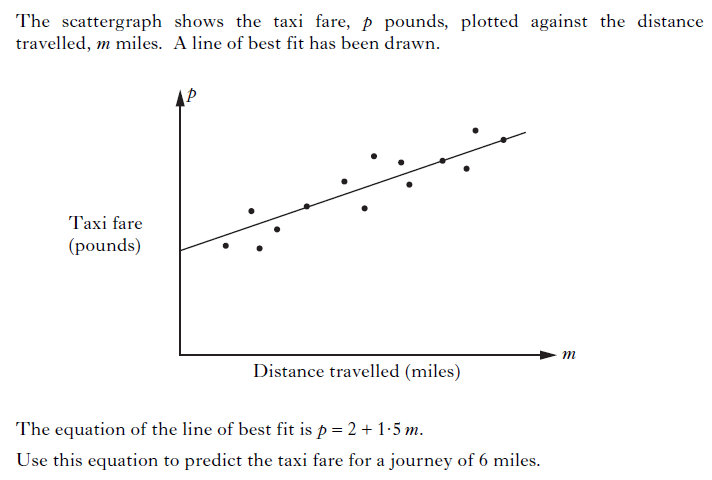 The scattergraph shows the taxi fare, p pounds, plotted against the distance
travelled, m miles. A line of best fit has been drawn.
p
Taxi fare
(pounds)
m
Distance travelled (miles)
The equation of the line of best fit is p = 2 + 1·5 m.
Use this equation to predict the taxi fare for a journey of 6 miles.